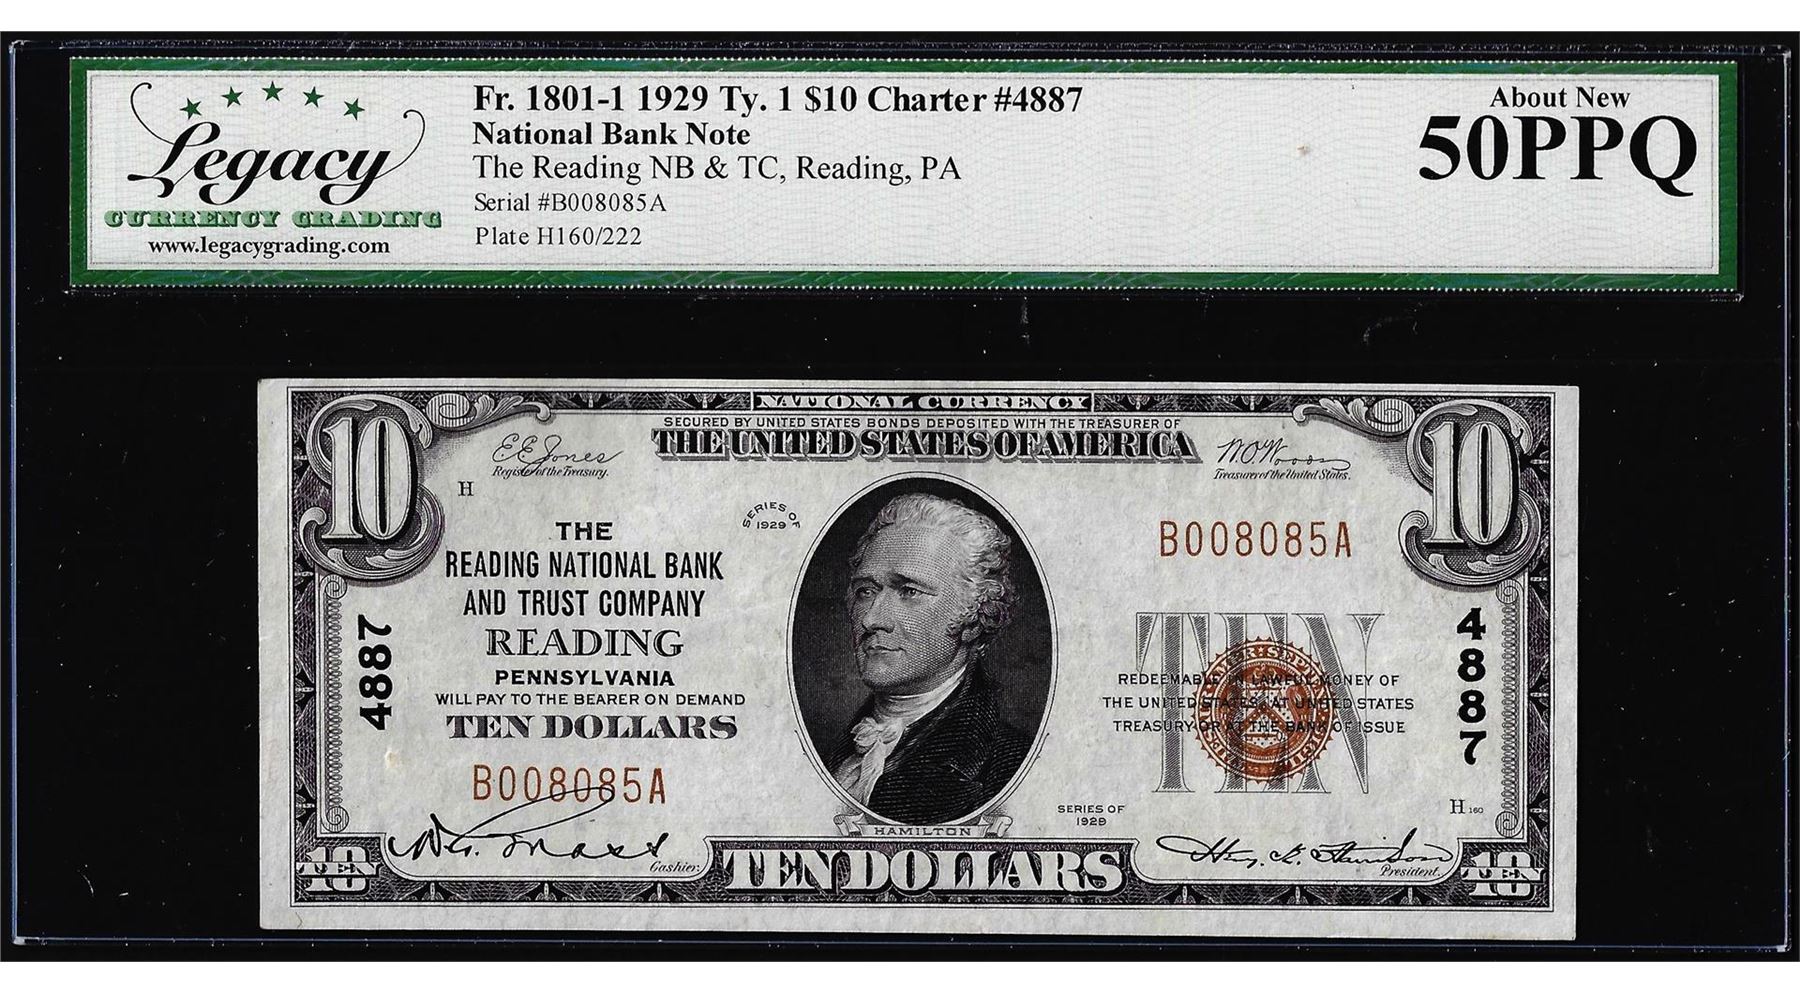 Legacy
CURRENCY GRADING
www.legacygrading.com
Fr. 1801-1 1929 Ty. 1 $10 Charter #4887
National Bank Note
The Reading NB & TC, Reading, PA
Serial #B008085A
Plate H160/222
About New
50PPQ
NATIONAL CURRENCY
SECURED BY UNITED STATES BONDS DEPOSITED WITH THE TREASURER OF
THE UNITED STATES OF AMERICA
10
10
E.E. Jones
Register of the Treasury.
W.O. Woods
Treasurer of the United States.
H
SERIES OF
1929
THE
READING NATIONAL BANK
AND TRUST COMPANY
READING
PENNSYLVANIA
WILL PAY TO THE BEARER ON DEMAND
TEN DOLLARS
B008085A
B008085A
4887
4887
TEN
REDEEMABLE IN LAWFUL MONEY OF
THE UNITED STATES AT UNITED STATES
TREASURY OR AT THE BANK OF ISSUE
SERIES OF
1929
H 160
HAMILTON
Cashier.
President.
10
TEN
TEN DOLLARS
10
TEN